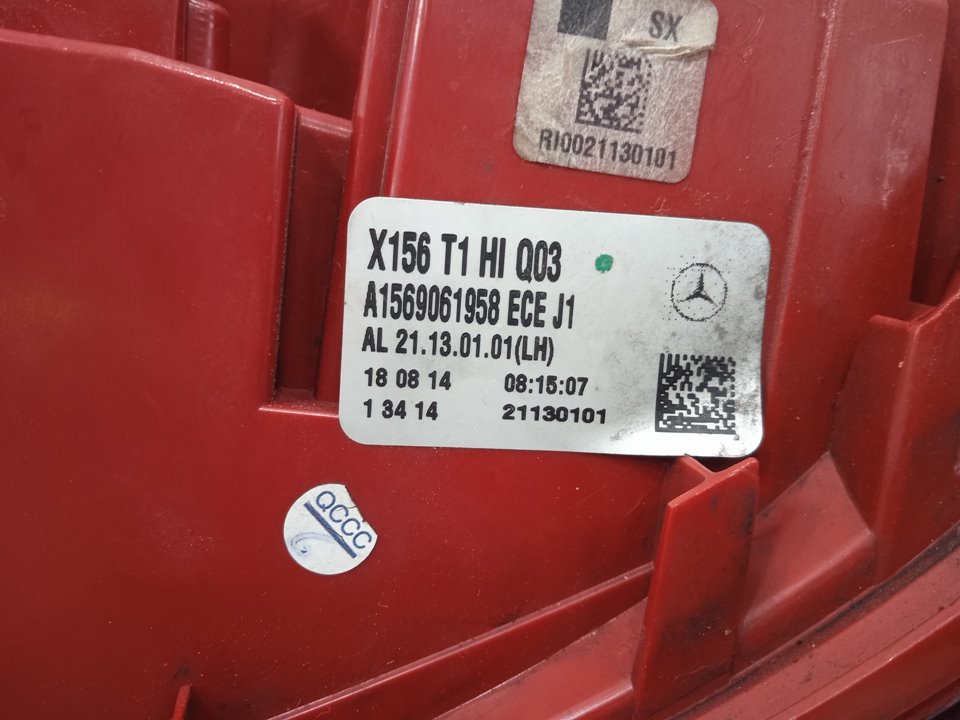 SX
RI0021130101
X156 T1 HI Q03
A1569061958 ECE J1
AL 21.13.01.01(LH)
18 08 14 08:15:07
1 34 14 21130101
QCCC